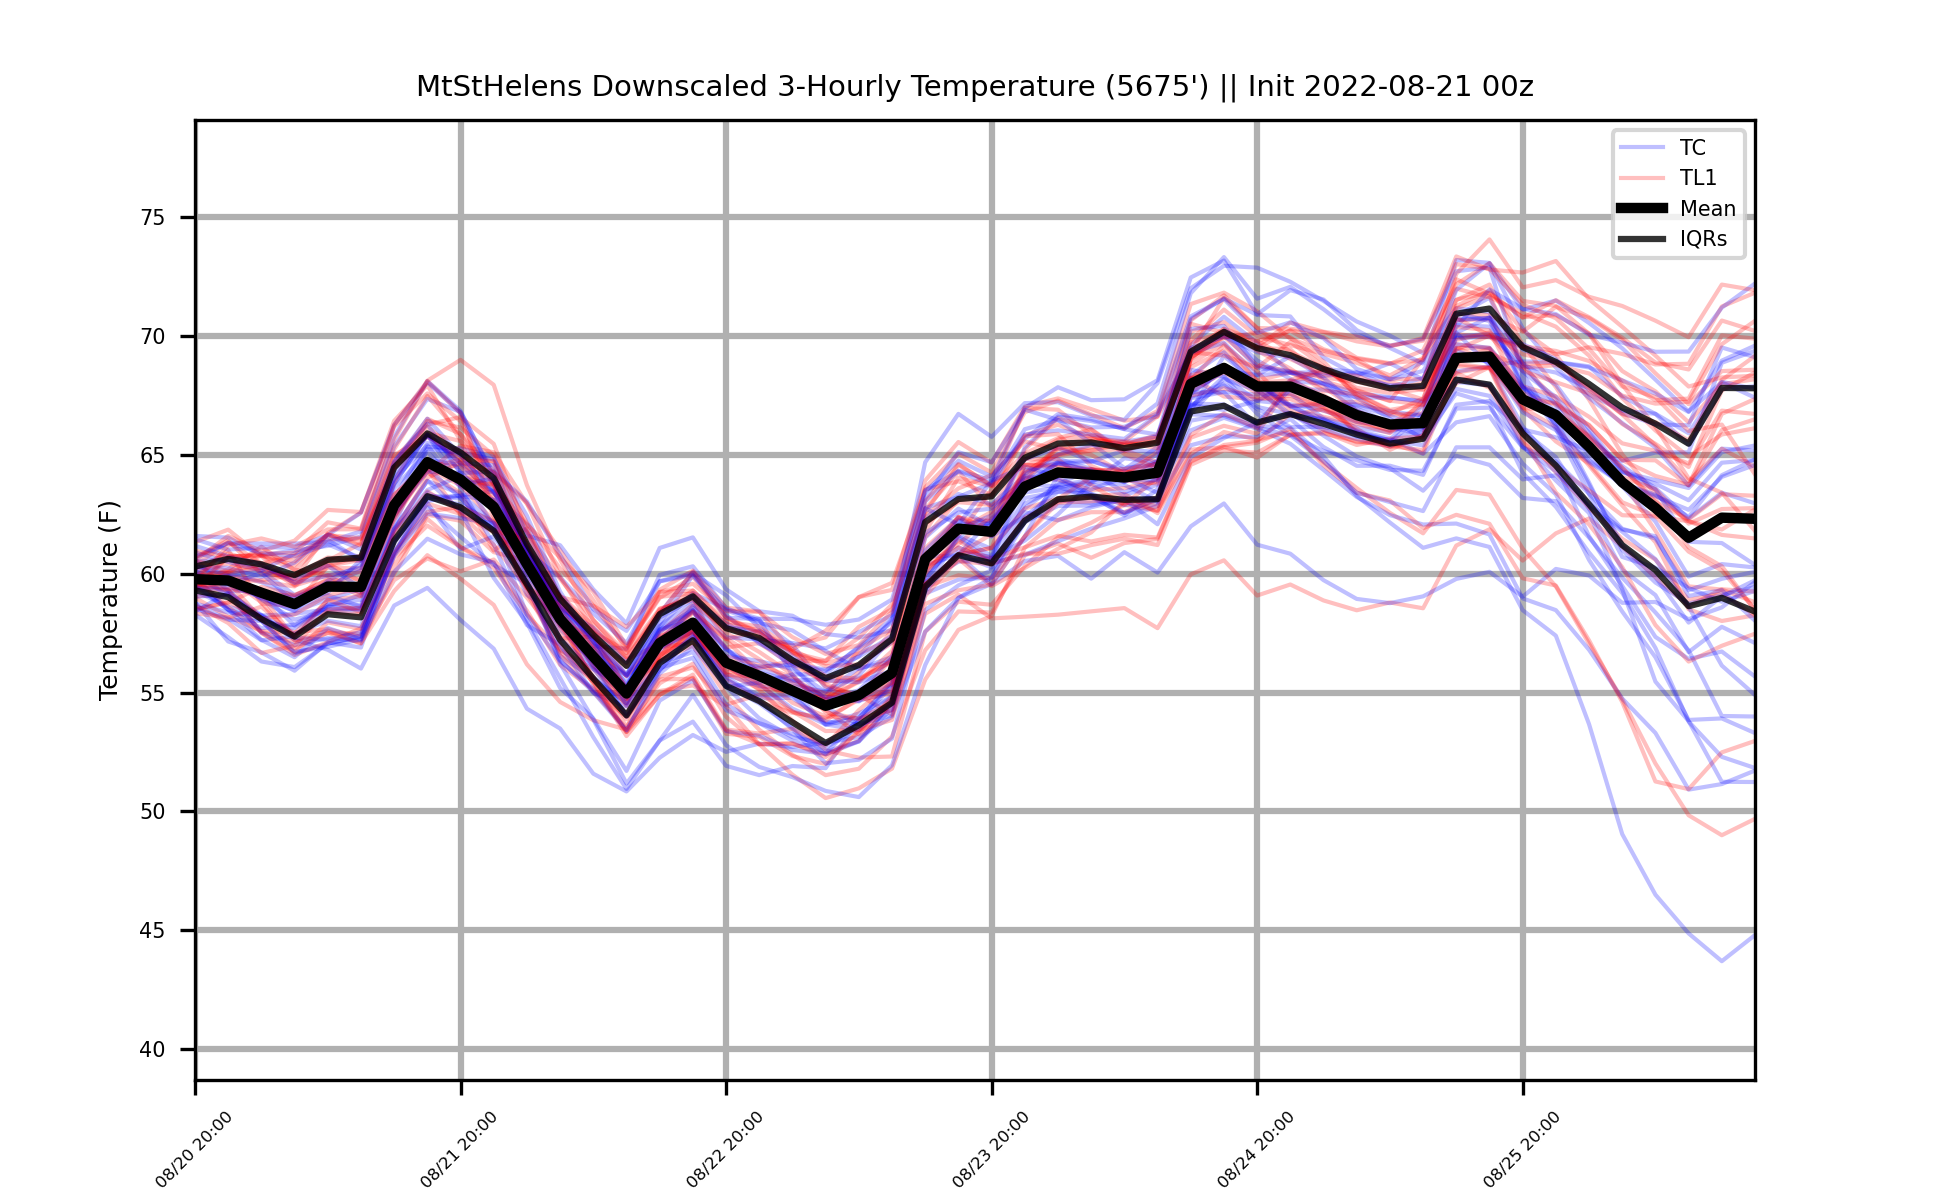 MtStHelens Downscaled 3-Hourly Temperature (5675') || Init 2022-08-21 00z
TC
TL1
Mean
IQRs
Temperature (F)
75
70
65
60
55
50
45
40
08/20 20:00
08/21 20:00
08/22 20:00
08/23 20:00
08/24 20:00
08/25 20:00